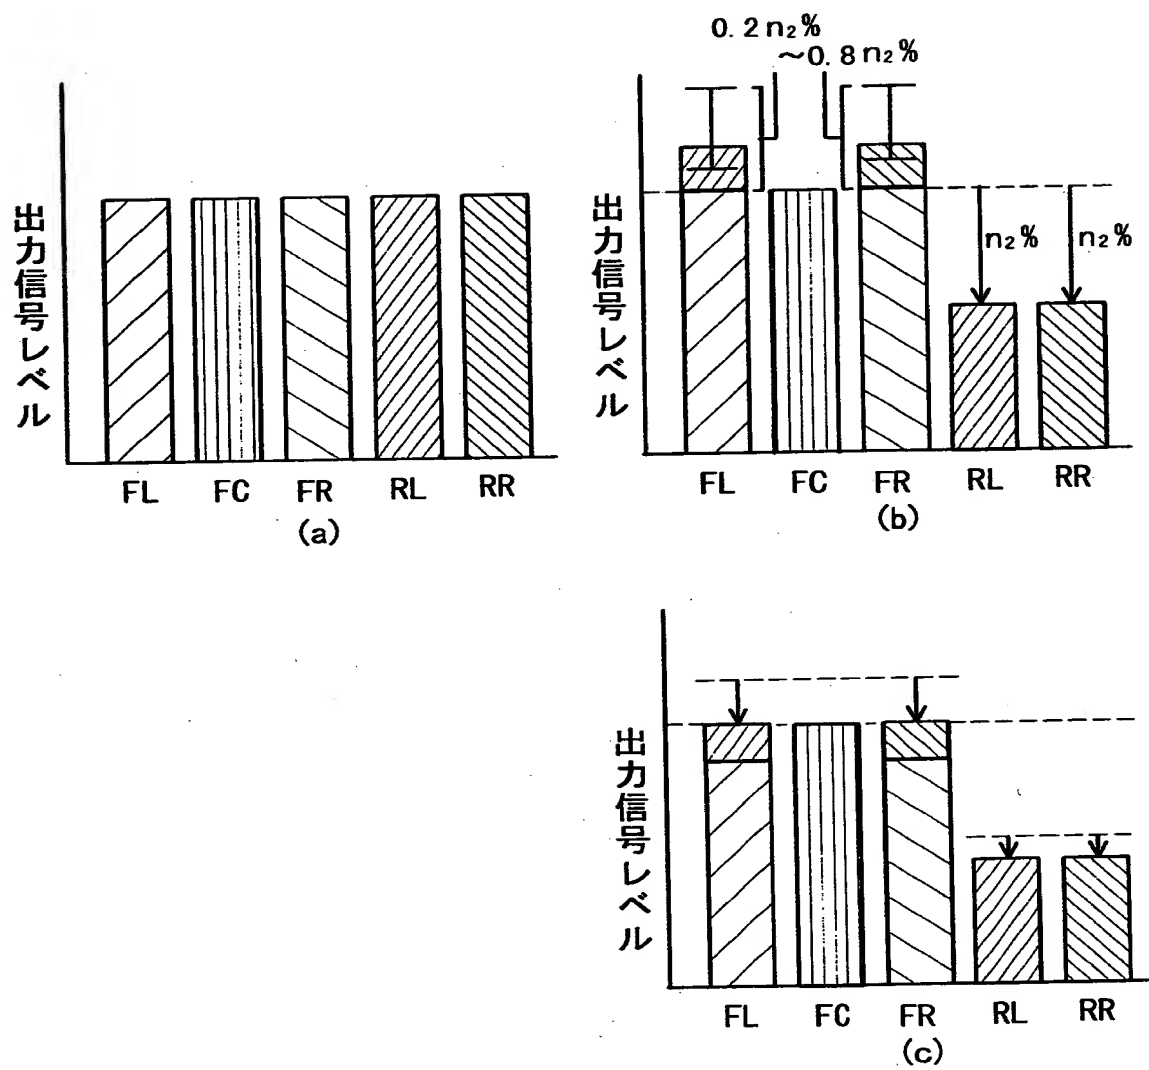 出力信号レベル
FL FC FR RL RR
(a)
0.2n₂%
~0.8n₂%
出力信号レベル
n₂% n₂%
FL FC FR RL RR
(b)
出力信号レベル
FL FC FR RL RR
(c)